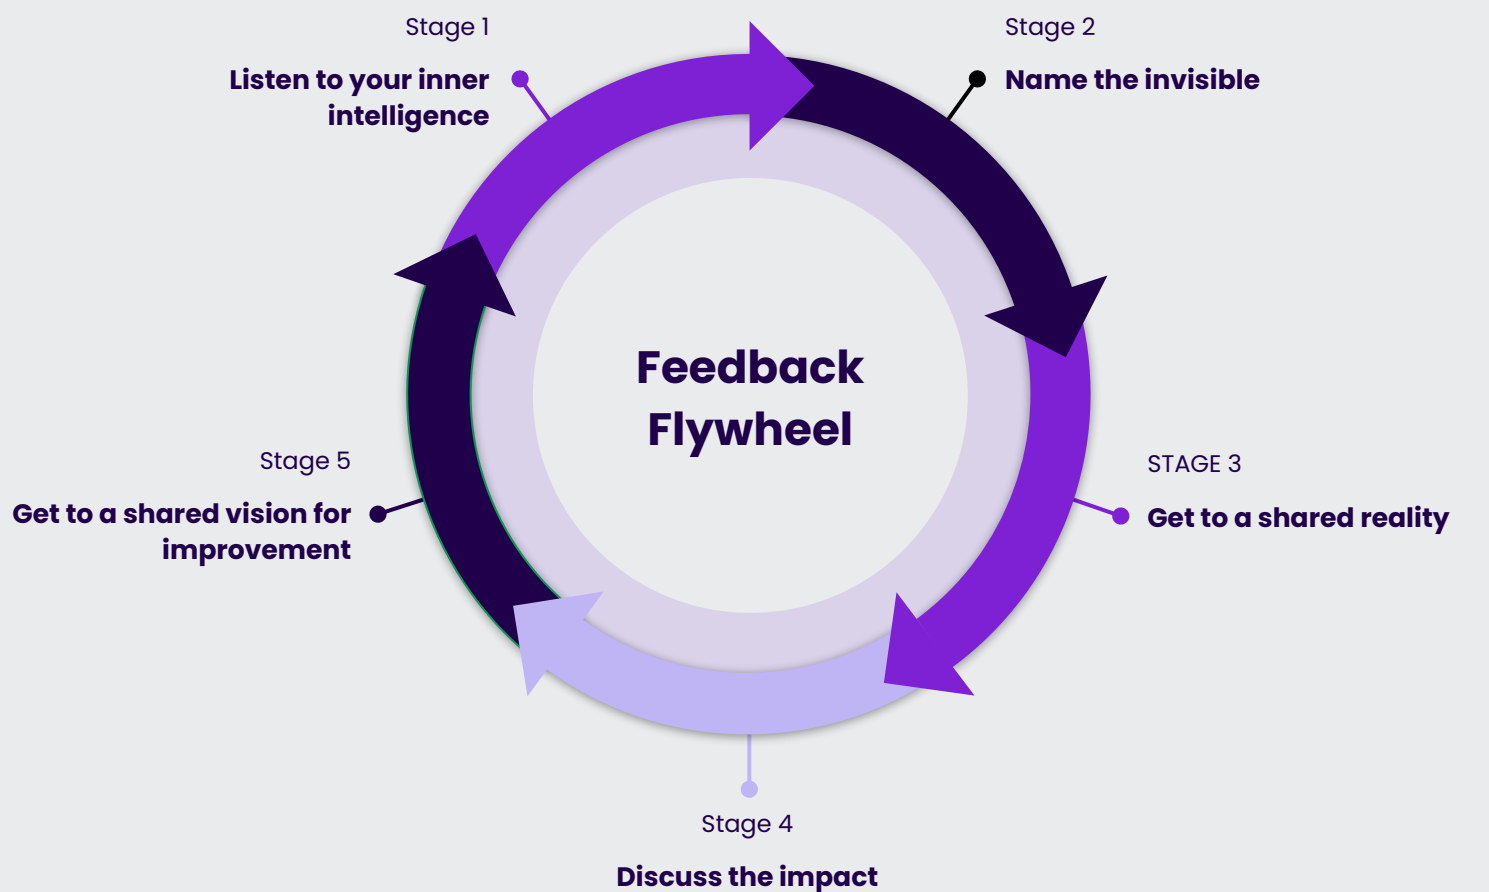 Stage 1
Listen to your inner
intelligence
Stage 2
Name the invisible
Feedback
Flywheel
STAGE 3
Get to a shared reality
Stage 4
Discuss the impact
Stage 5
Get to a shared vision for
improvement